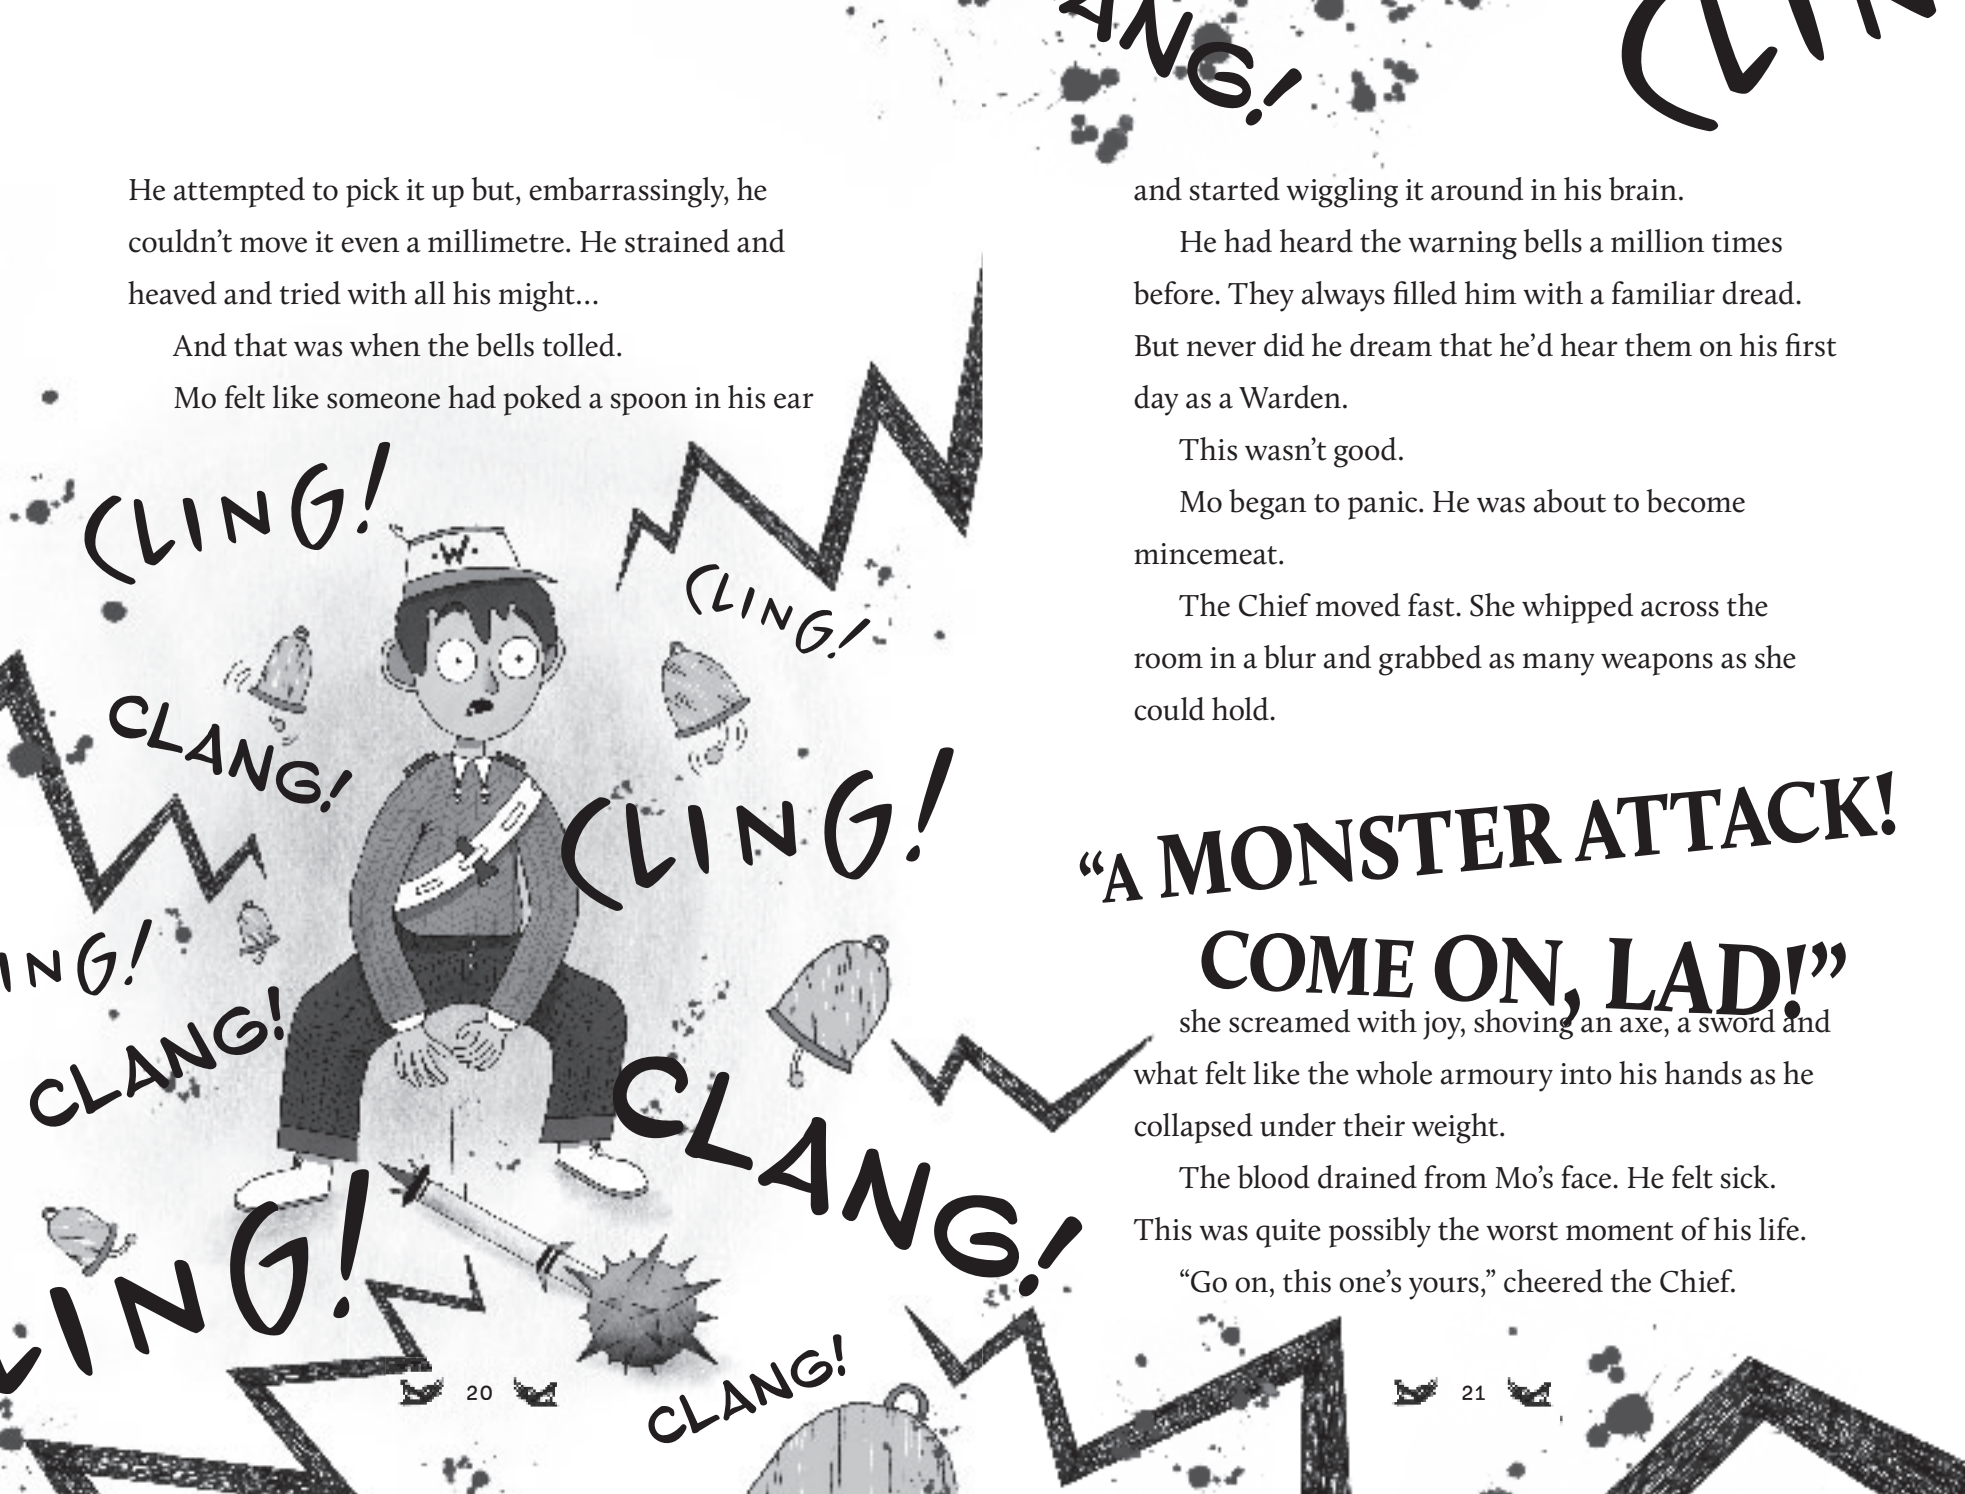 He attempted to pick it up but, embarrassingly, he
couldn’t move it even a millimetre. He strained and
heaved and tried with all his might…
And that was when the bells tolled.
Mo felt like someone had poked a spoon in his ear
CLING!
W
CLING!
CLANG!
CLING!
ING!
CLANG!
CLANG!
LING!
CLANG!
20
ANG!
CLIN
and started wiggling it around in his brain.
He had heard the warning bells a million times
before. They always filled him with a familiar dread.
But never did he dream that he’d hear them on his first
day as a Warden.
This wasn’t good.
Mo began to panic. He was about to become
mincemeat.
The Chief moved fast. She whipped across the
room in a blur and grabbed as many weapons as she
could hold.
“A MONSTER ATTACK!
COME ON, LAD!”
she screamed with joy, shoving an axe, a sword and
what felt like the whole armoury into his hands as he
collapsed under their weight.
The blood drained from Mo’s face. He felt sick.
This was quite possibly the worst moment of his life.
“Go on, this one’s yours,” cheered the Chief.
21